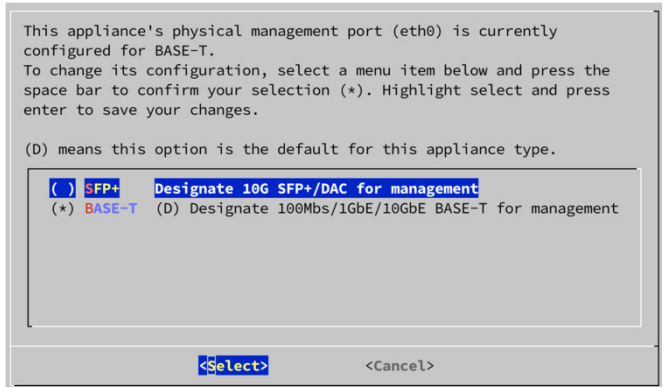 This appliance's physical management port (eth0) is currently
configured for BASE-T.
To change its configuration, select a menu item below and press the
space bar to confirm your selection (*). Highlight select and press
enter to save your changes.
(D) means this option is the default for this appliance type.
( ) SFP+ Designate 10G SFP+/DAC for management
(*) BASE-T (D) Designate 100Mbs/1GbE/10GbE BASE-T for management
<Select> <Cancel>